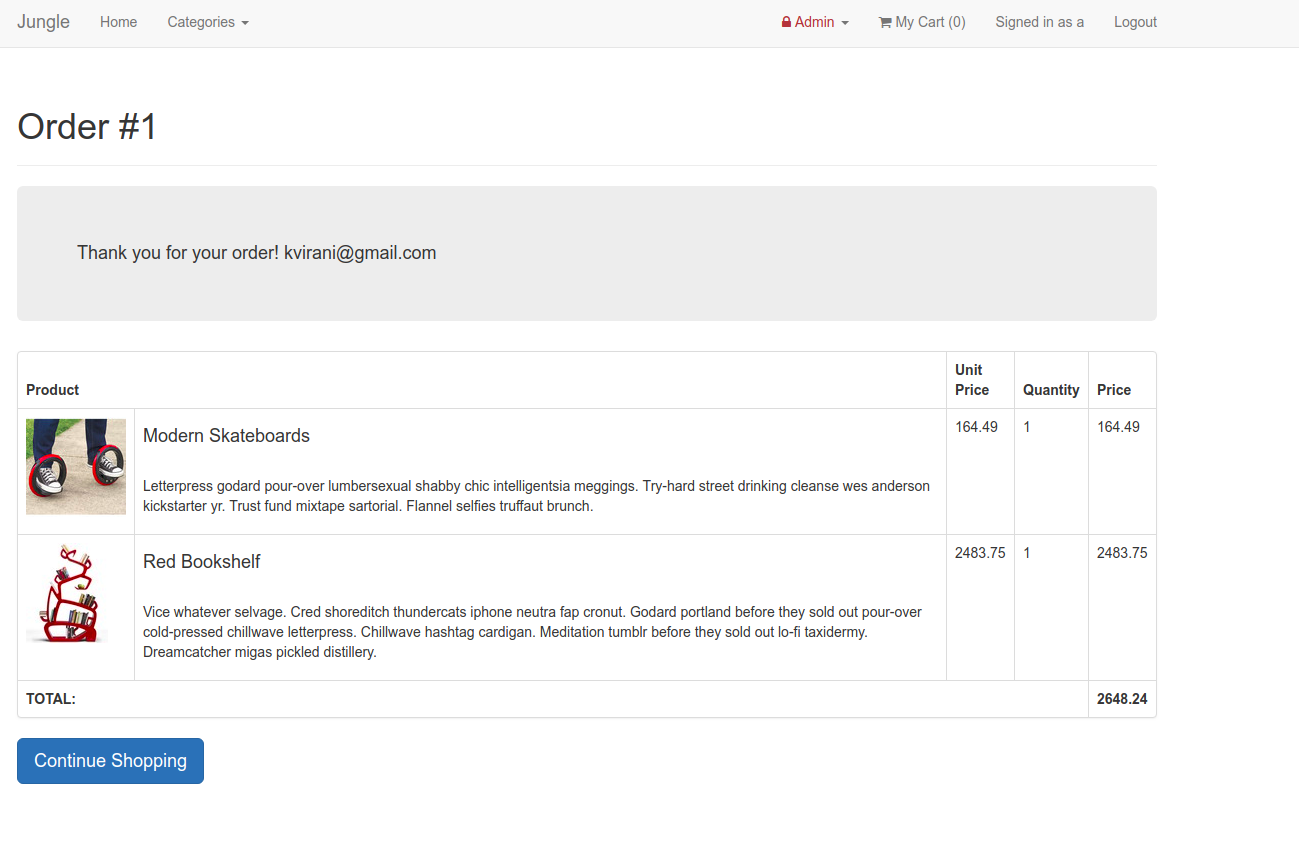 Jungle Home Categories Admin My Cart (0) Signed in as a Logout
Order #1
Thank you for your order! kvirani@gmail.com
Product Unit Price Quantity Price
Modern Skateboards 164.49 1 164.49
Letterpress godard pour-over lumbersexual shabby chic intelligentsia meggings. Try-hard street drinking cleanse wes anderson
kickstarter yr. Trust fund mixtape sartorial. Flannel selfies truffaut brunch.
Red Bookshelf 2483.75 1 2483.75
Vice whatever selvage. Cred shoreditch thundercats iphone neutra fap cronut. Godard portland before they sold out pour-over
cold-pressed chillwave letterpress. Chillwave hashtag cardigan. Meditation tumblr before they sold out lo-fi taxidermy.
Dreamcatcher migas pickled distillery.
TOTAL: 2648.24
Continue Shopping